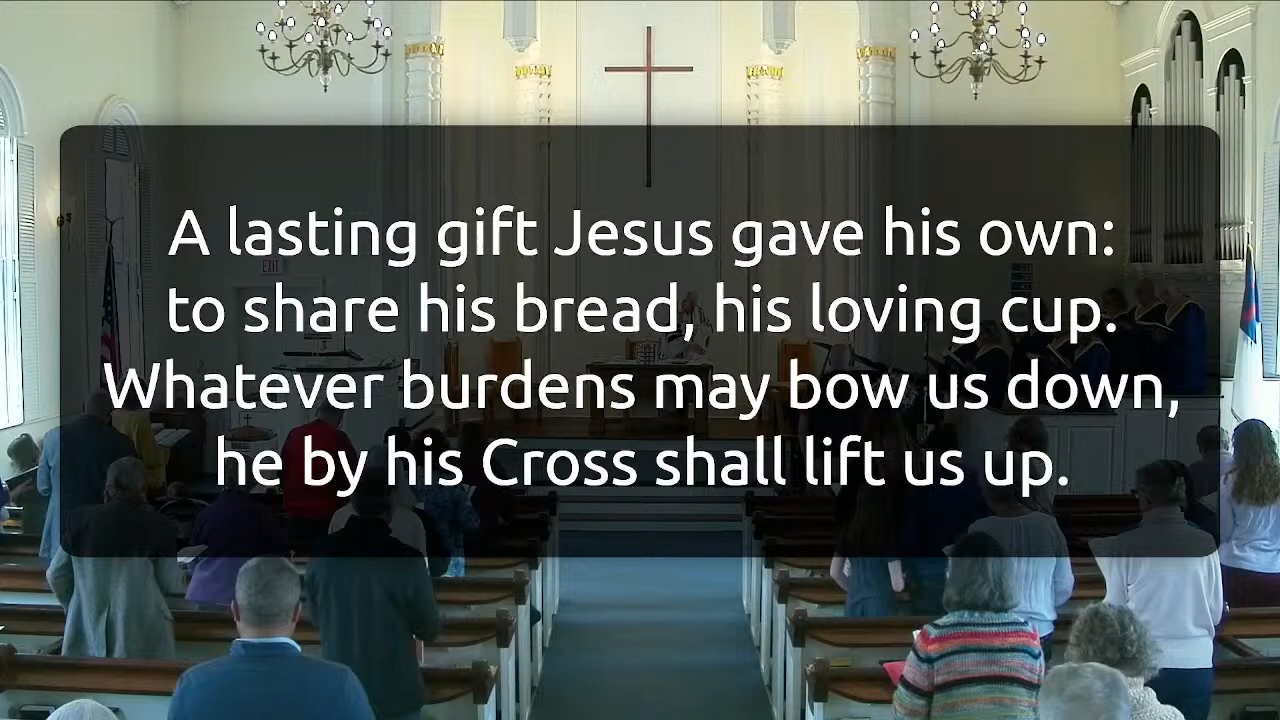 A lasting gift Jesus gave his own:
to share his bread, his loving cup.
Whatever burdens may bow us down,
he by his Cross shall lift us up.
EXIT